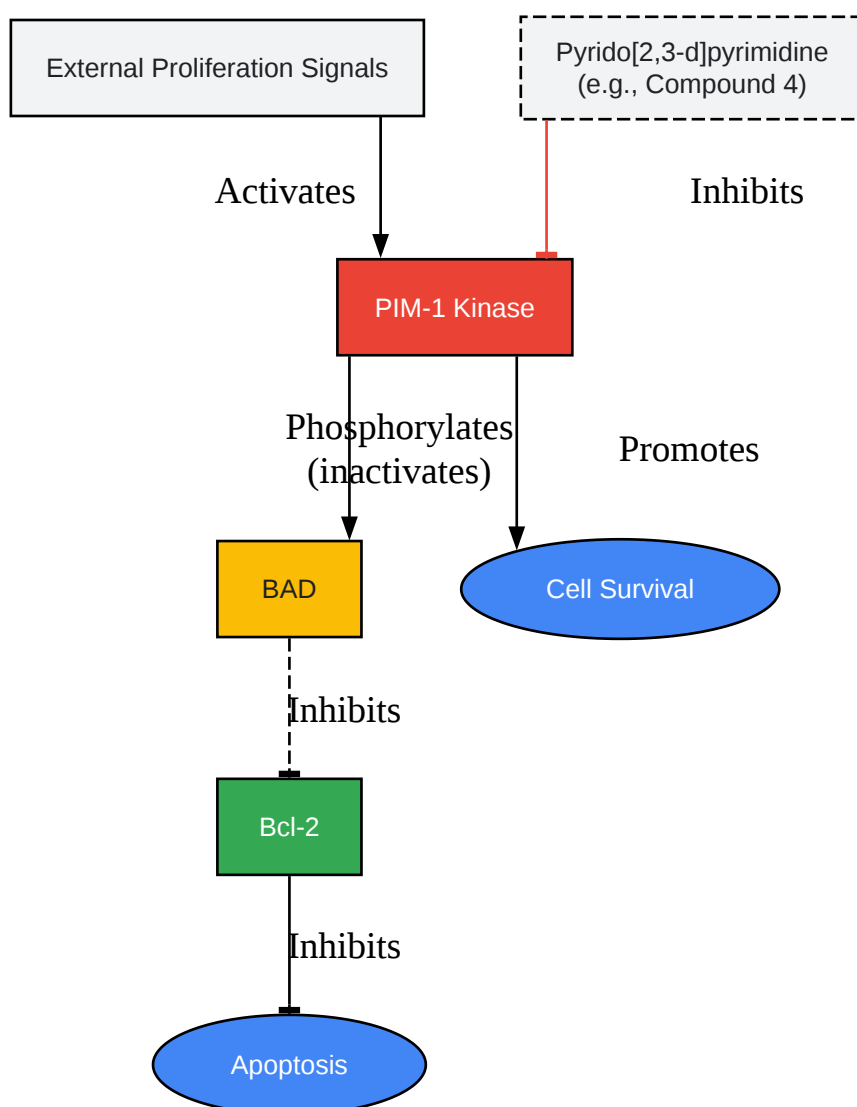 External Proliferation Signals
Pyrido[2,3-d]pyrimidine
(e.g., Compound 4)
Activates
Inhibits
PIM-1 Kinase
Phosphorylates
(inactivates)
Promotes
BAD
Cell Survival
Inhibits
Bcl-2
Inhibits
Apoptosis